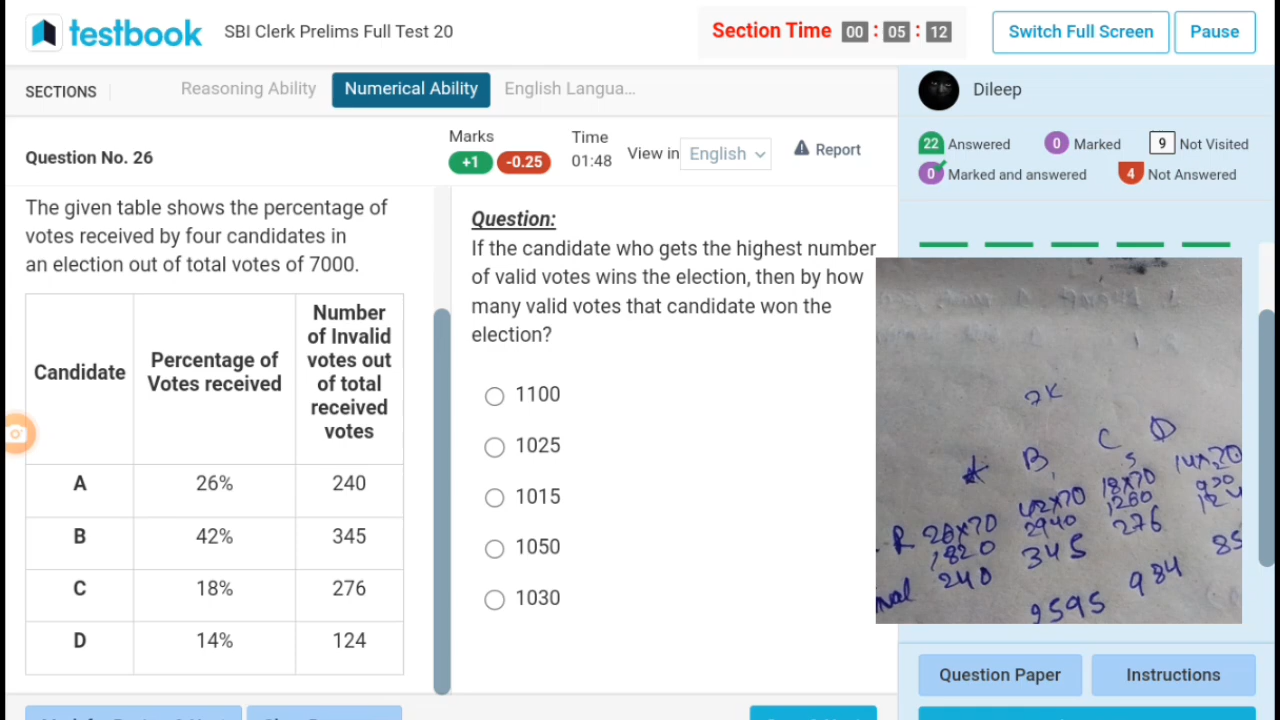 testbook
SBI Clerk Prelims Full Test 20
Section Time 00 : 05 : 12
Switch Full Screen
Pause
SECTIONS
Reasoning Ability
Numerical Ability
English Langua...
Dileep
Question No. 26
Marks
+1 -0.25
Time
01:48
View in English
Report
22 Answered
0 Marked
9 Not Visited
0 Marked and answered
4 Not Answered
The given table shows the percentage of
votes received by four candidates in
an election out of total votes of 7000.
Candidate
Percentage of
Votes received
Number
of Invalid
votes out
of total
received
votes
A 26% 240
B 42% 345
C 18% 276
D 14% 124
Question:
If the candidate who gets the highest number
of valid votes wins the election, then by how
many valid votes that candidate won the
election?
1100
1025
1015
1050
1030
7K
A B C D
R 26x70 42x70 18x70 14x70
1820 2940 1260
240 345 276
984
Question Paper
Instructions